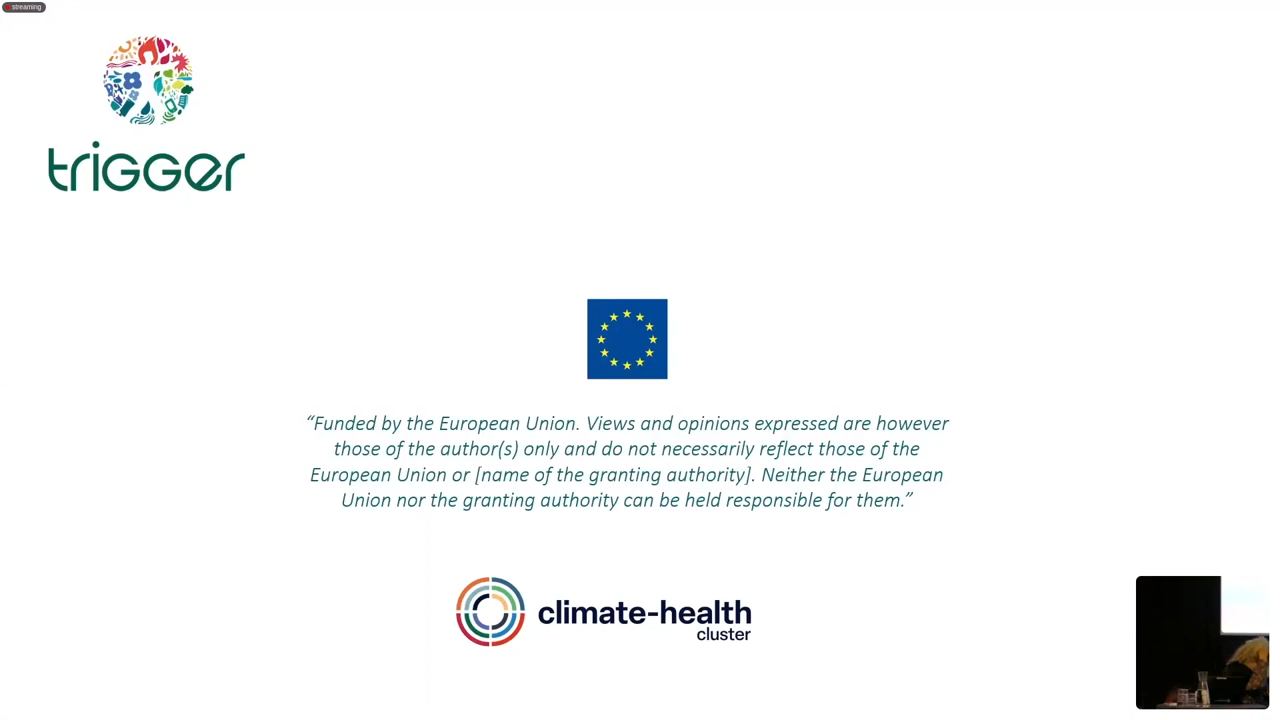 streaming
trigger
“Funded by the European Union. Views and opinions expressed are however
those of the author(s) only and do not necessarily reflect those of the
European Union or [name of the granting authority]. Neither the European
Union nor the granting authority can be held responsible for them.”
climate-health
cluster